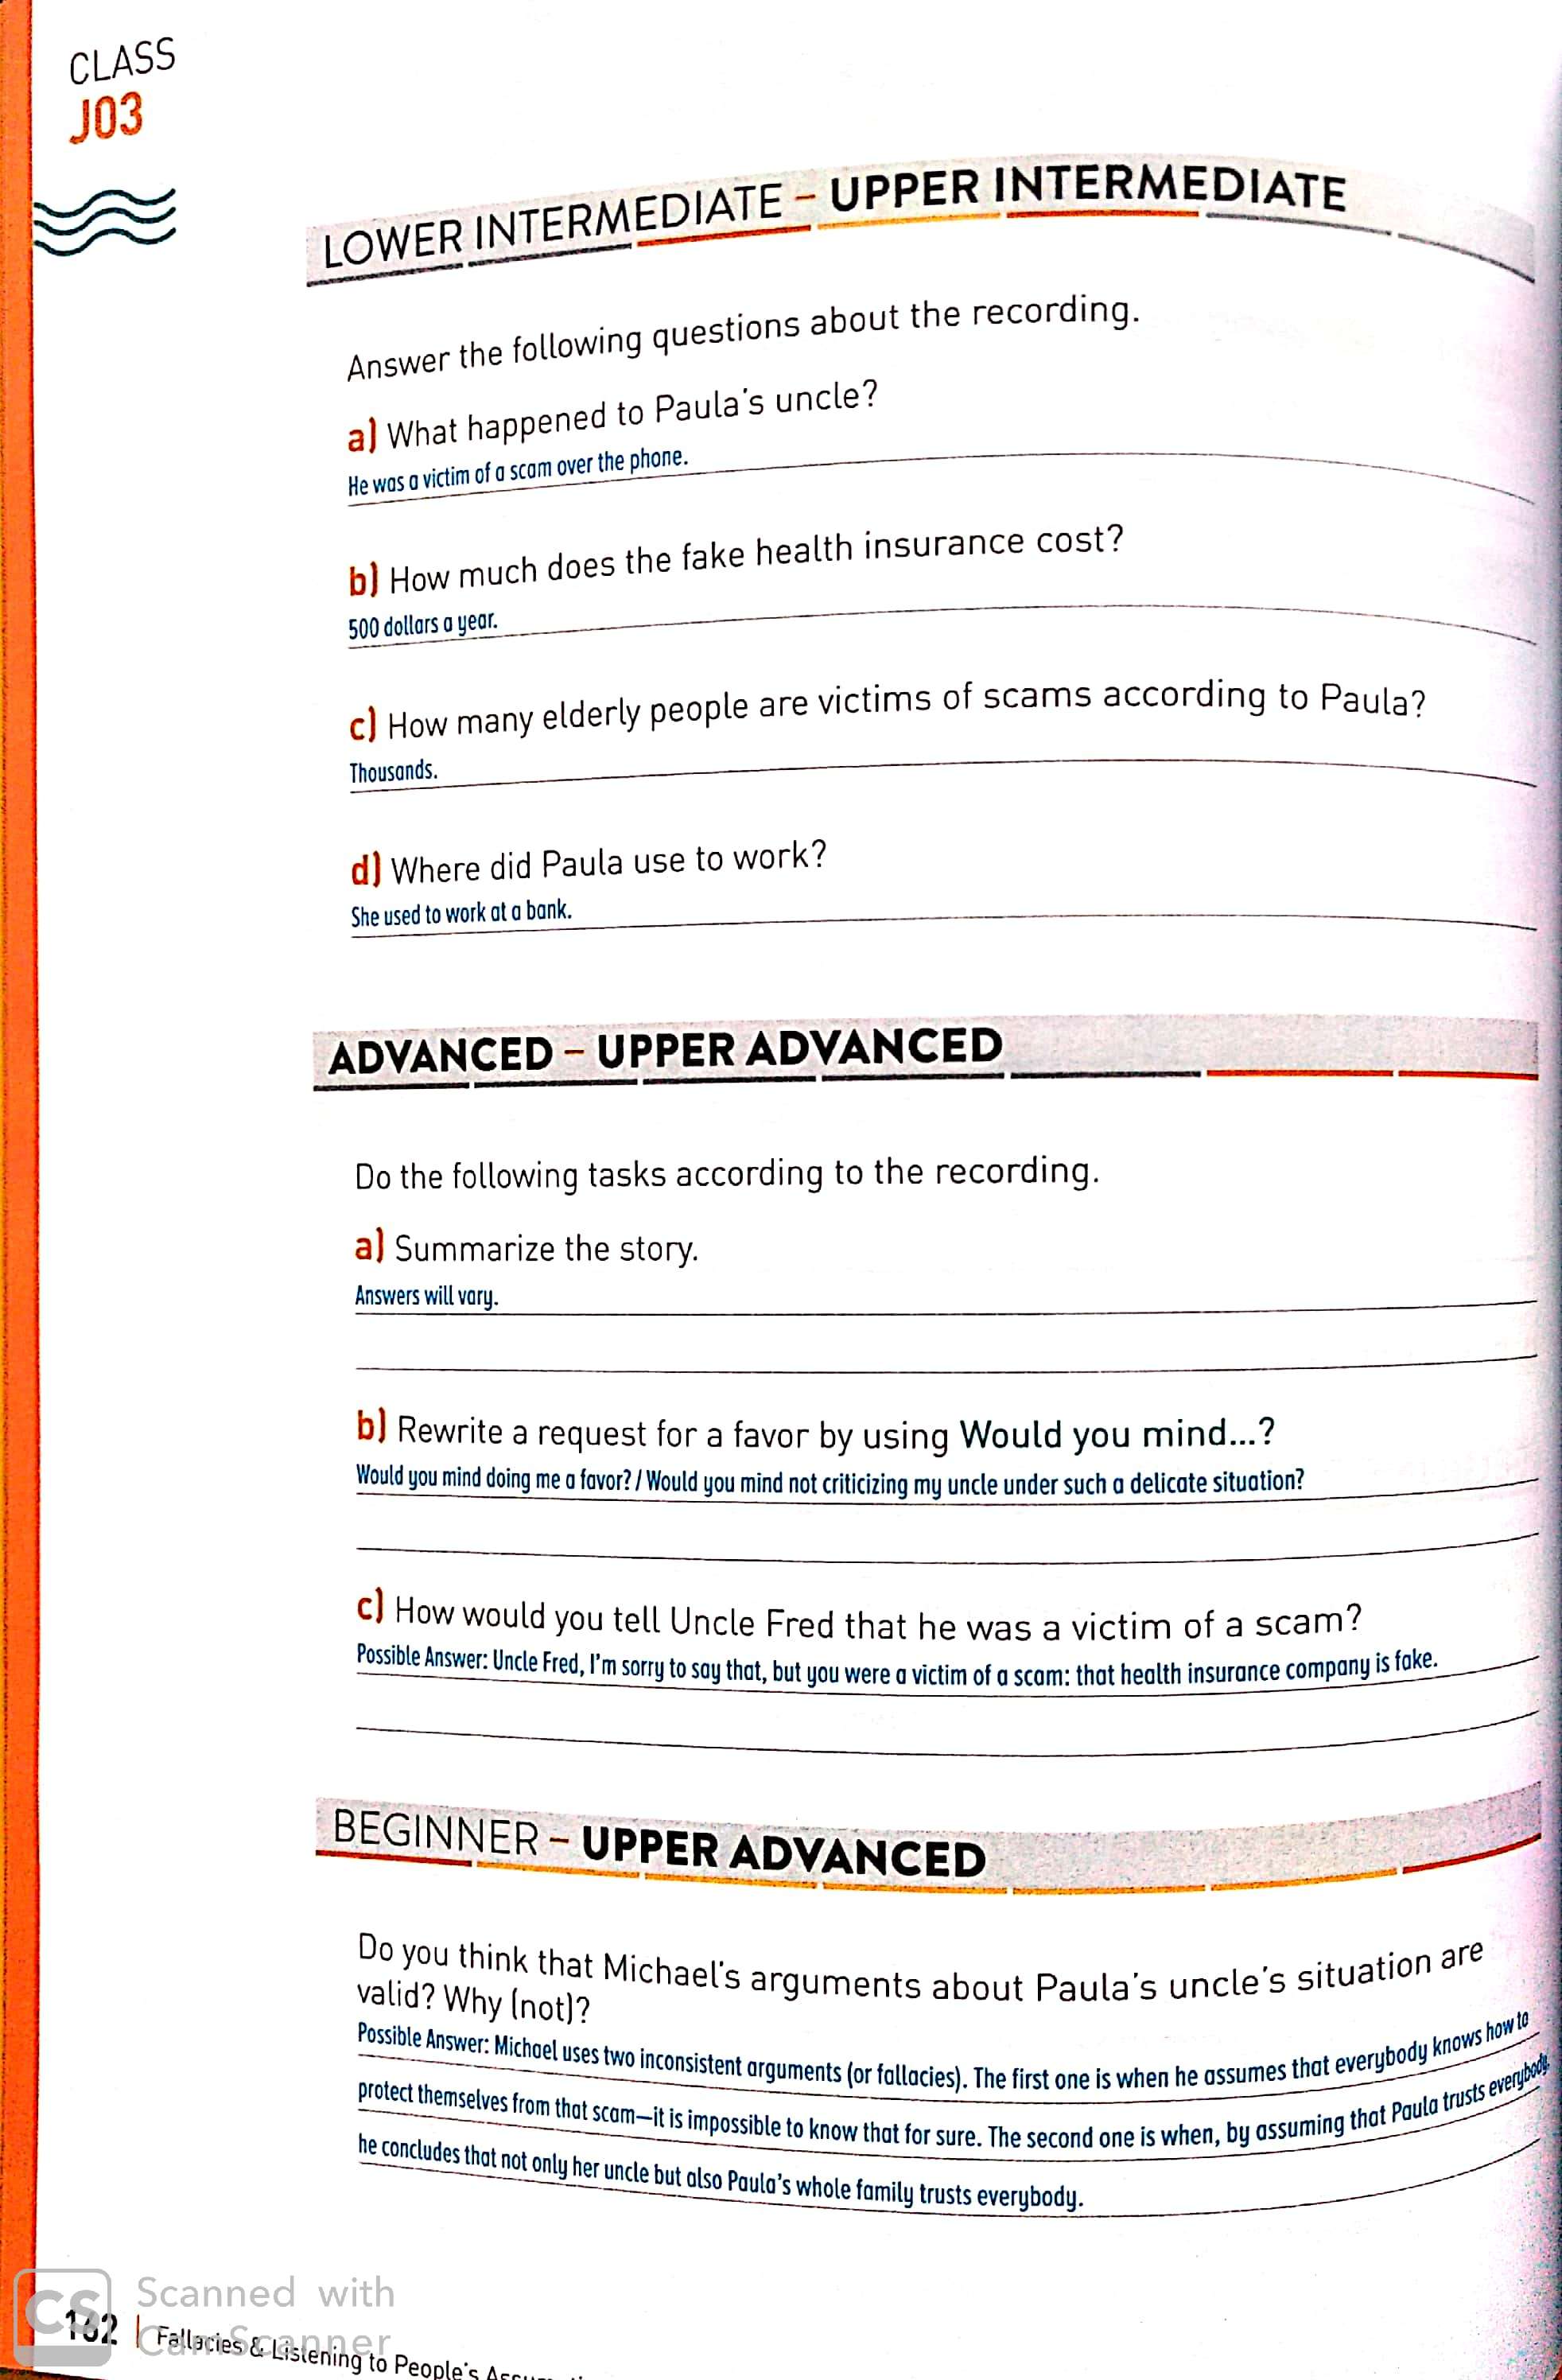 CLASS
J03
LOWER INTERMEDIATE – UPPER INTERMEDIATE
Answer the following questions about the recording.
a) What happened to Paula's uncle?
He was a victim of a scam over the phone.
b) How much does the fake health insurance cost?
500 dollars a year.
c) How many elderly people are victims of scams according to Paula?
Thousands.
d) Where did Paula use to work?
She used to work at a bank.
ADVANCED – UPPER ADVANCED
Do the following tasks according to the recording.
a) Summarize the story.
Answers will vary.
b) Rewrite a request for a favor by using Would you mind...?
Would you mind doing me a favor? / Would you mind not criticizing my uncle under such a delicate situation?
c) How would you tell Uncle Fred that he was a victim of a scam?
Possible Answer: Uncle Fred, I'm sorry to say that, but you were a victim of a scam: that health insurance company is fake.
BEGINNER – UPPER ADVANCED
Do you think that Michael's arguments about Paula's uncle's situation are
valid? Why (not)?
Possible Answer: Michael uses two inconsistent arguments (or fallacies). The first one is when he assumes that everybody knows how to
protect themselves from that scam—it is impossible to know that for sure. The second one is when, by assuming that Paula trusts everybody,
he concludes that not only her uncle but also Paula's whole family trusts everybody.
CS Scanned with
CamScanner
162 | Fallacies & Listening to People's